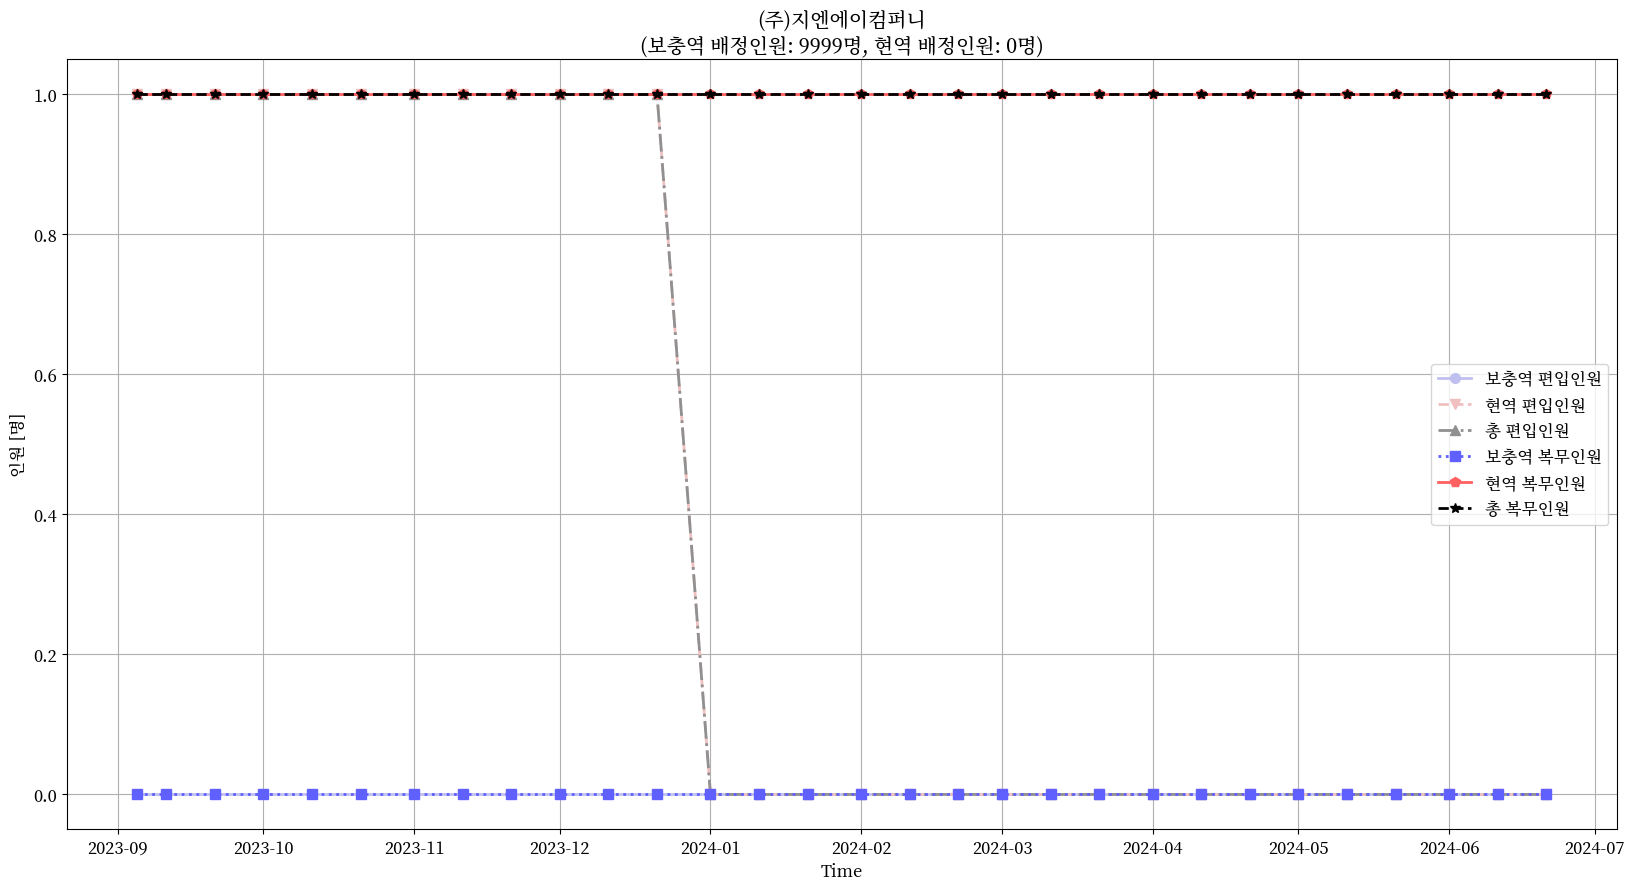 (주)지엔에이컴퍼니
(보충역 배정인원: 9999명, 현역 배정인원: 0명)
1.0
0.8
0.6
0.4
0.2
0.0
인원 [명]
보충역 편입인원
현역 편입인원
총 편입인원
보충역 복무인원
현역 복무인원
총 복무인원
2023-09 2023-10 2023-11 2023-12 2024-01 2024-02 2024-03 2024-04 2024-05 2024-06 2024-07
Time